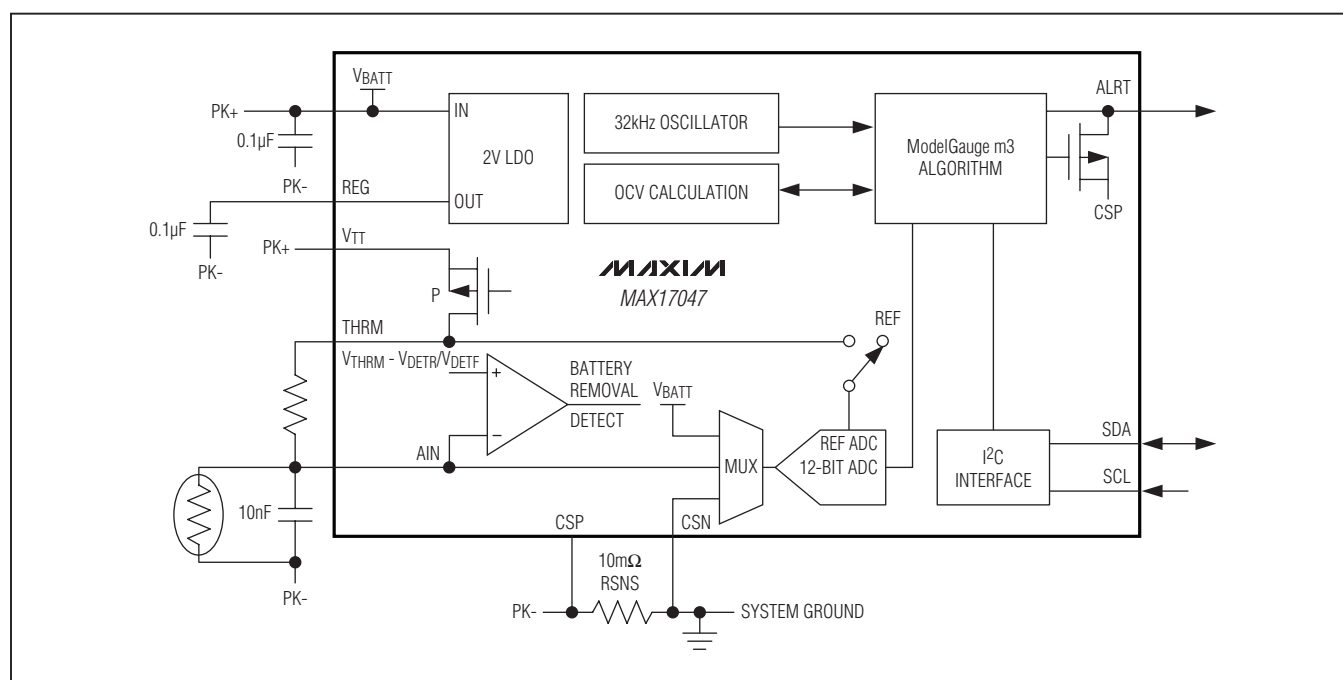 VBATT
PK+
0.1µF
PK-
IN
2V LDO
OUT
REG
0.1µF
PK-
32kHz OSCILLATOR
OCV CALCULATION
ModelGauge m3
ALGORITHM
ALRT
CSP
PK+
VTT
P
MAXIM
MAX17047
THRM
REF
VTHRM - VDETR/VDETF
+
−
BATTERY
REMOVAL
DETECT
VBATT
AIN
MUX
REF ADC
12-BIT ADC
I2C
INTERFACE
SDA
SCL
10nF
PK-
CSP
CSN
10mΩ
RSNS
PK-
SYSTEM GROUND